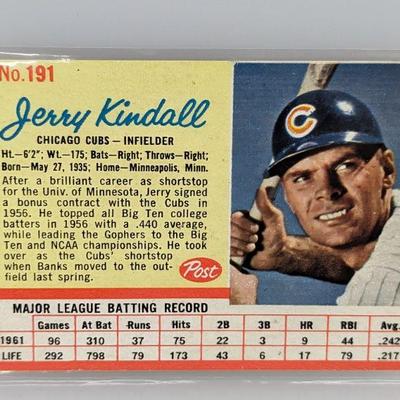 No. 191
Jerry Kindall
CHICAGO CUBS — INFIELDER
Ht.—6'2"; Wt.—175; Bats—Right; Throws—Right;
Born—May 27, 1935; Home—Minneapolis, Minn.
After a brilliant career as shortstop
for the Univ. of Minnesota, Jerry signed
a bonus contract with the Cubs in
1956. He topped all Big Ten college
batters in 1956 with a .440 average,
while leading the Gophers to the Big
Ten and NCAA championships. He took
over as the Cubs' shortstop
when Banks moved to the out-
field last spring.
Post
C
MAJOR LEAGUE BATTING RECORD
Games At Bat Runs Hits 2B 3B HR RBI Avg.
1961 96 310 37 75 22 3 9 44 .242
LIFE 292 798 79 173 43 6 17 79 .217